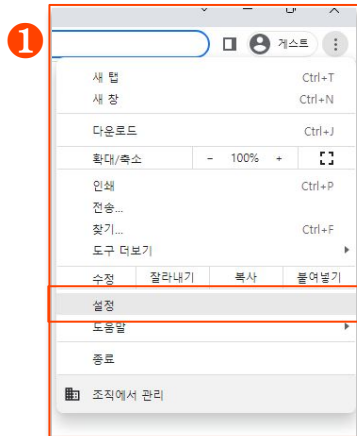 1
게스트
새 탭 Ctrl+T
새 창 Ctrl+N
다운로드 Ctrl+J
확대/축소 - 100% +
인쇄 Ctrl+P
전송...
찾기... Ctrl+F
도구 더보기
수정 잘라내기 복사 붙여넣기
설정
도움말
종료
조직에서 관리